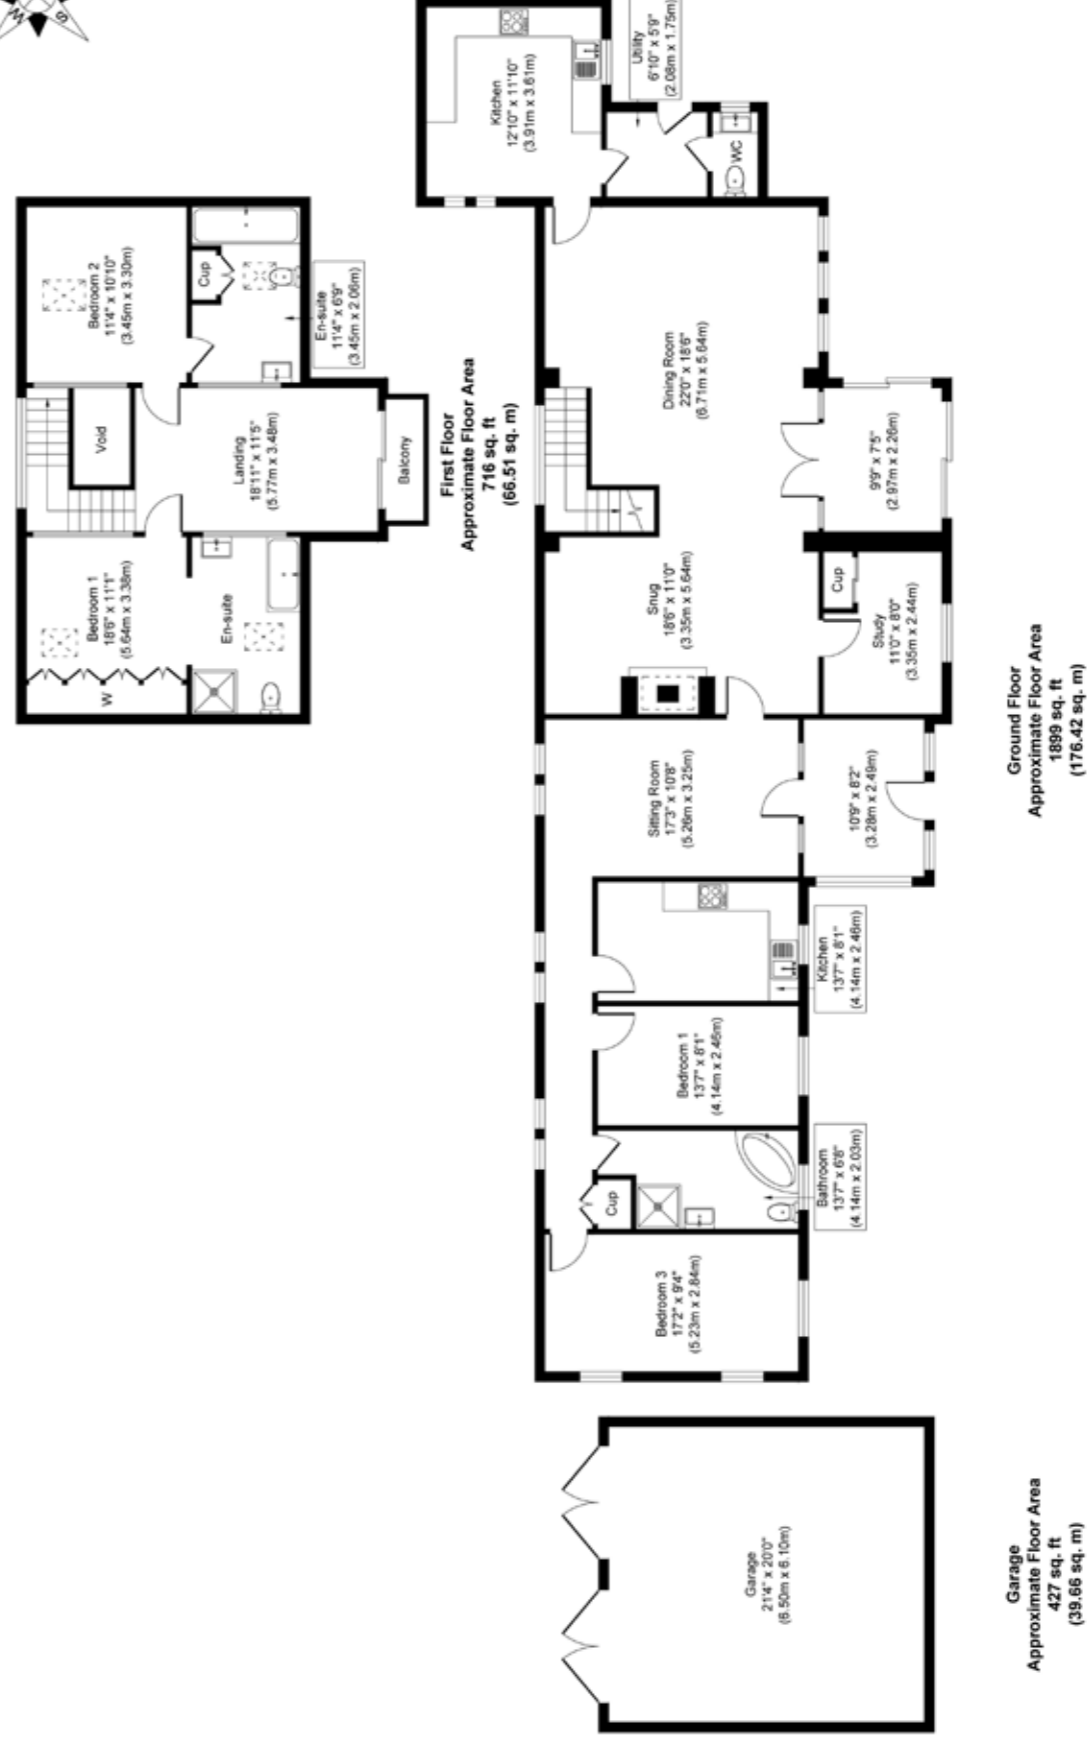 W
S
Kitchen
12'10" x 11'10"
(3.91m x 3.61m)
Utility
6'10" x 5'9"
(2.08m x 1.75m)
WC
Bedroom 2
11'4" x 10'10"
(3.45m x 3.30m)
Cup
En-suite
11'4" x 6'9"
(3.45m x 2.06m)
Void
Landing
18'11" x 11'5"
(5.77m x 3.48m)
Balcony
Bedroom 1
18'6" x 11'1"
(5.64m x 3.38m)
W
En-suite
First Floor
Approximate Floor Area
716 sq. ft
(66.51 sq. m)
Dining Room
22'0" x 18'6"
(6.71m x 5.64m)
9'9" x 7'5"
(2.97m x 2.26m)
Snug
18'6" x 11'0"
(3.35m x 5.64m)
Cup
Study
11'0" x 8'0"
(3.35m x 2.44m)
Sitting Room
17'3" x 10'8"
(5.26m x 3.25m)
10'9" x 8'2"
(3.28m x 2.49m)
Kitchen
13'7" x 8'1"
(4.14m x 2.46m)
Bedroom 1
13'7" x 8'1"
(4.14m x 2.46m)
Bathroom
13'7" x 6'8"
(4.14m x 2.03m)
Cup
Bedroom 3
17'2" x 9'4"
(5.23m x 2.84m)
Ground Floor
Approximate Floor Area
1899 sq. ft
(176.42 sq. m)
Garage
21'4" x 20'0"
(6.50m x 6.10m)
Garage
Approximate Floor Area
427 sq. ft
(39.66 sq. m)